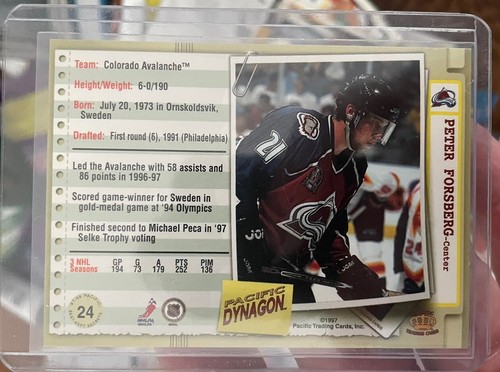 Team: Colorado Avalanche™
Height/Weight: 6-0/190
Born: July 20, 1973 in Ornskoldsvik,
Sweden
Drafted: First round (6), 1991 (Philadelphia)
Led the Avalanche with 58 assists and
86 points in 1996-97
Scored game-winner for Sweden in
gold-medal game at '94 Olympics
Finished second to Michael Peca in '97
Selke Trophy voting
3 NHL GP G A PTS PIM
Seasons 194 73 179 252 136
24
PACIFIC
DYNAGON
©1997
Pacific Trading Cards, Inc.
PETER FORSBERG-Center
21